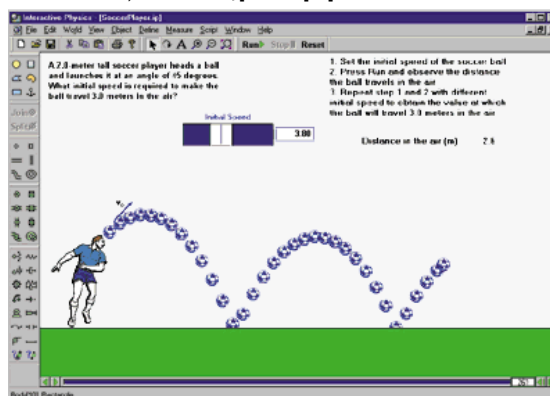 Interactive Physics - [SoccerPlayer.ip]
File Edit World View Object Define Measure Script Window Help
Run Stop Reset
A 2.0-meter tall soccer player heads a ball
and launches it at an angle of 45 degrees.
What initial speed is required to make the
ball travel 3.0 meters in the air?
1. Set the initial speed of the soccer ball
2. Press Run and observe the distance
the ball travels in the air
3. Repeat step 1 and 2 with different
initial speed to obtain the value at which
the ball will travel 3.0 meters in the air
Initial Speed
3.00
Distance in the air (m)
Join
Split